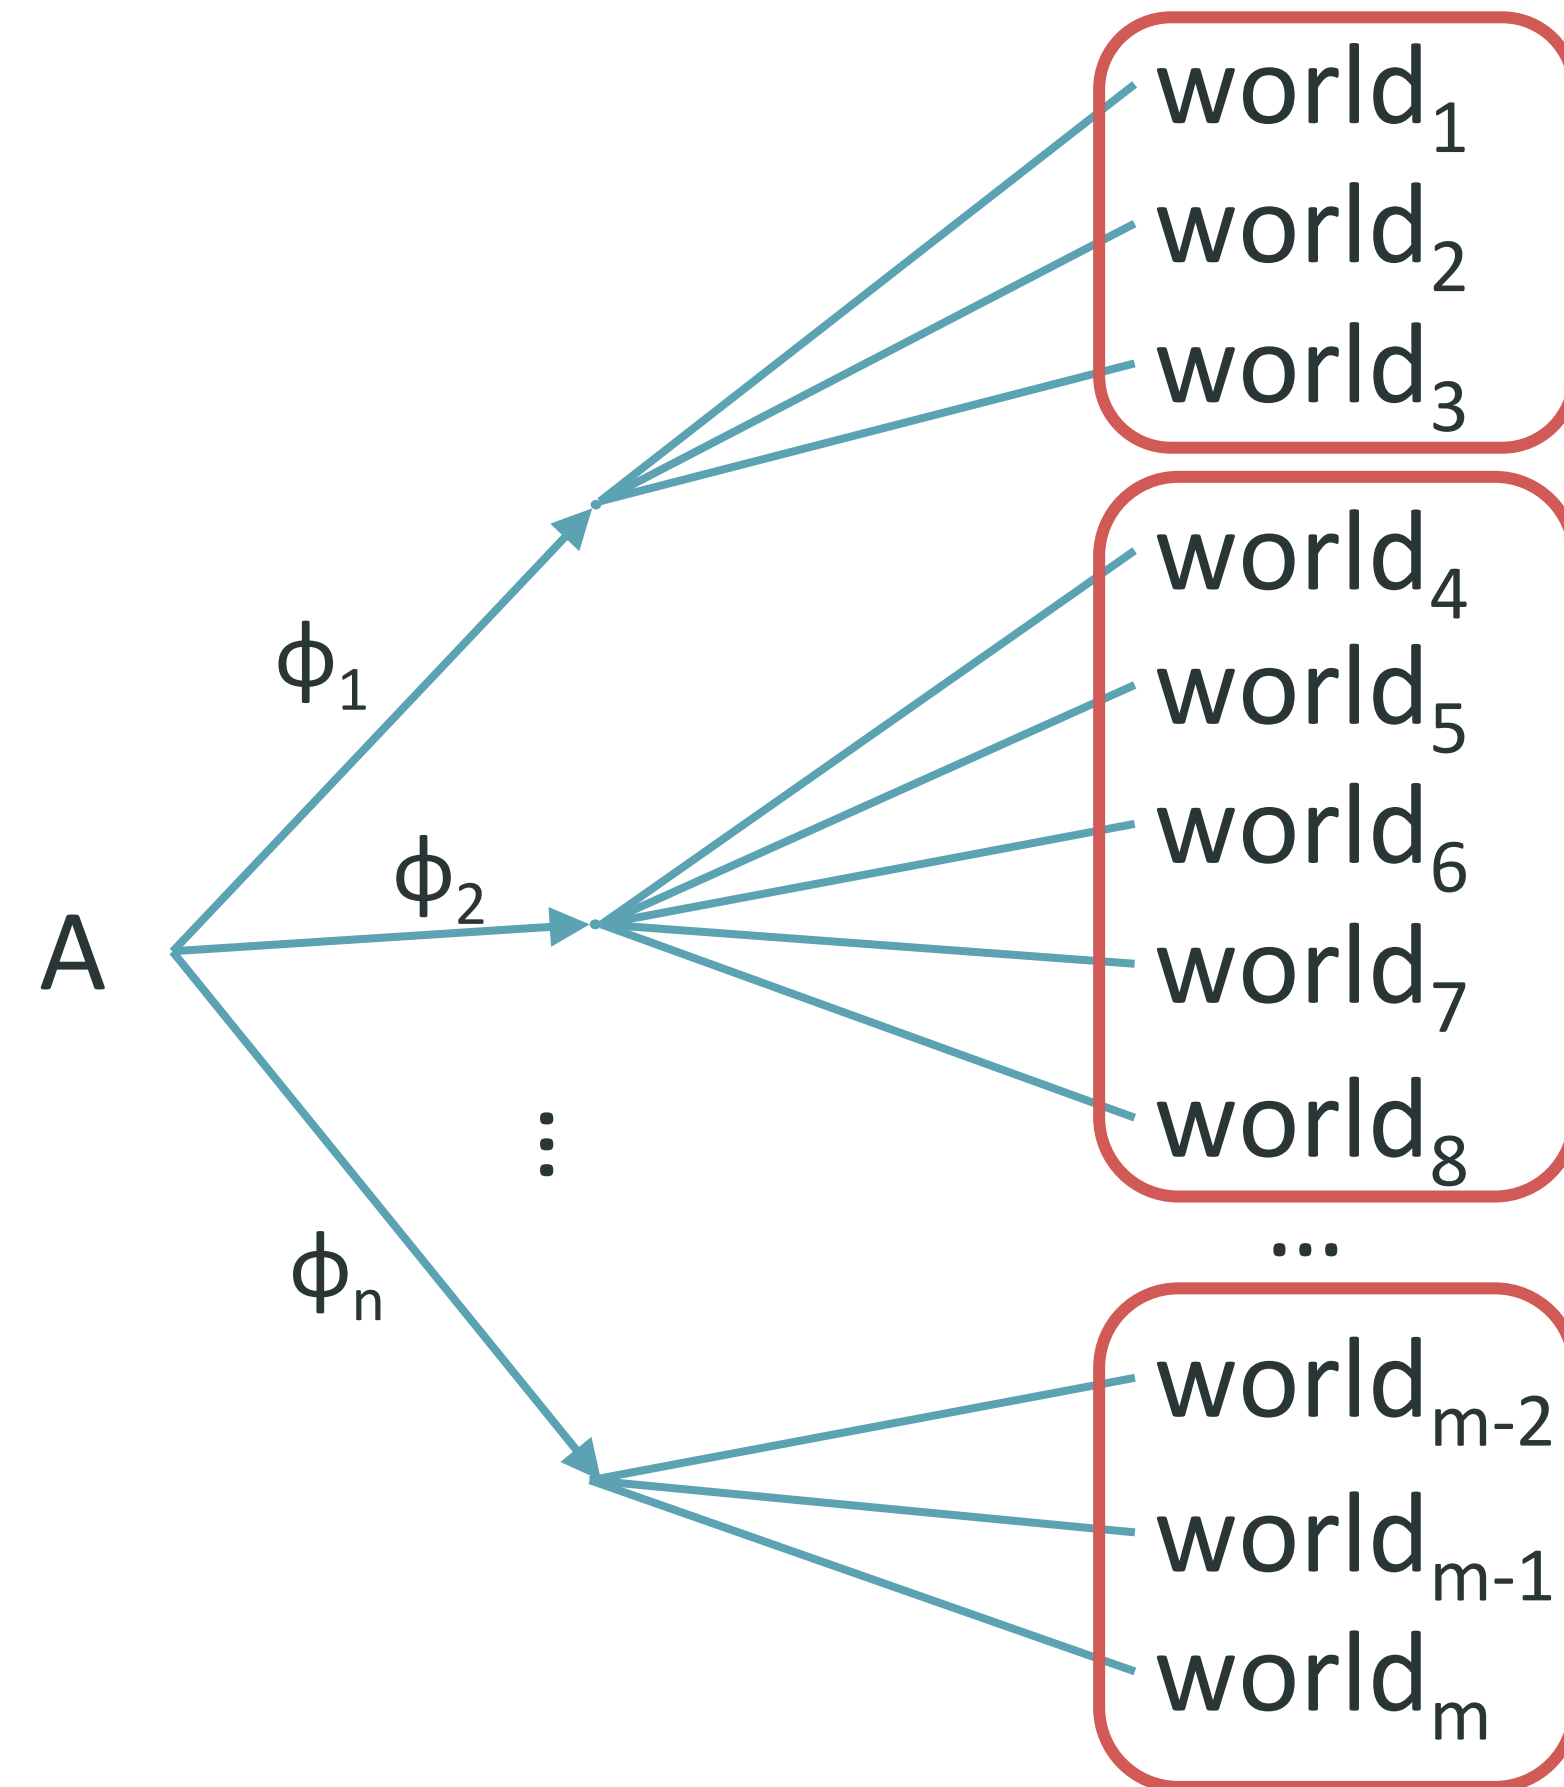 world₁
world₂
world₃
world₄
ϕ₁
world₅
world₆
ϕ₂
A
world₇
⋮
world₈
...
ϕₙ
worldₘ₋₂
worldₘ₋₁
worldₘ